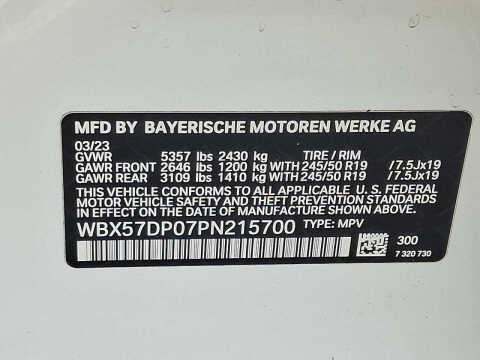 MFD BY BAYERISCHE MOTOREN WERKE AG
03/23
GVWR 5357 lbs 2430 kg TIRE / RIM
GAWR FRONT 2646 lbs 1200 kg WITH 245/50 R19 / 7.5Jx19
GAWR REAR 3109 lbs 1410 kg WITH 245/50 R19 / 7.5Jx19
THIS VEHICLE CONFORMS TO ALL APPLICABLE U.S. FEDERAL
MOTOR VEHICLE SAFETY STANDARDS IN EFFECT
ON THE DATE OF MANUFACTURE SHOWN ABOVE.
WBX57DP07PN215700 TYPE: MPV
300
7 320 730